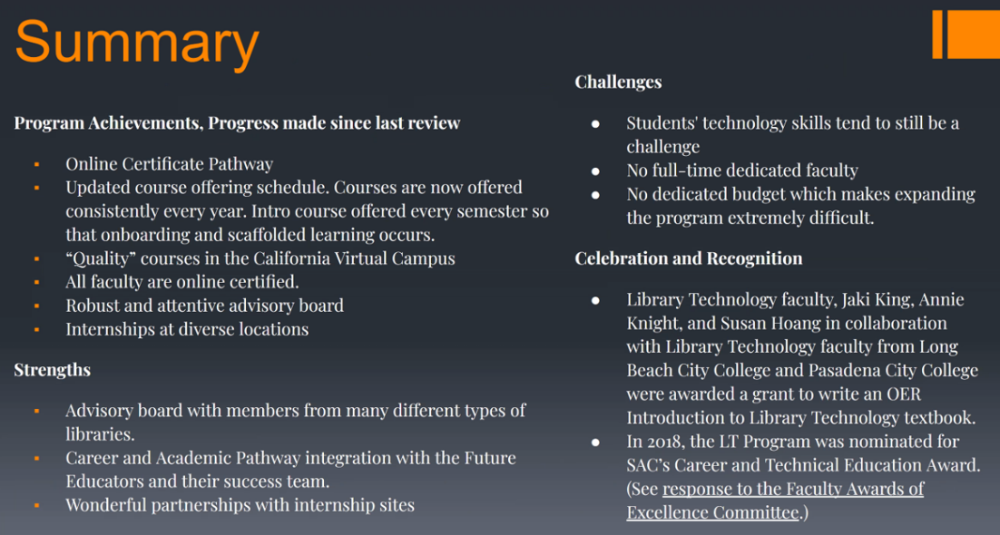 Summary
Program Achievements, Progress made since last review
▪ Online Certificate Pathway
▪ Updated course offering schedule. Courses are now offered
consistently every year. Intro course offered every semester so
that onboarding and scaffolded learning occurs.
▪ “Quality” courses in the California Virtual Campus
▪ All faculty are online certified.
▪ Robust and attentive advisory board
▪ Internships at diverse locations
Strengths
▪ Advisory board with members from many different types of
libraries.
▪ Career and Academic Pathway integration with the Future
Educators and their success team.
▪ Wonderful partnerships with internship sites
Challenges
● Students' technology skills tend to still be a
challenge
● No full-time dedicated faculty
● No dedicated budget which makes expanding
the program extremely difficult.
Celebration and Recognition
● Library Technology faculty, Jaki King, Annie
Knight, and Susan Hoang in collaboration
with Library Technology faculty from Long
Beach City College and Pasadena City College
were awarded a grant to write an OER
Introduction to Library Technology textbook.
● In 2018, the LT Program was nominated for
SAC’s Career and Technical Education Award.
(See response to the Faculty Awards of
Excellence Committee.)